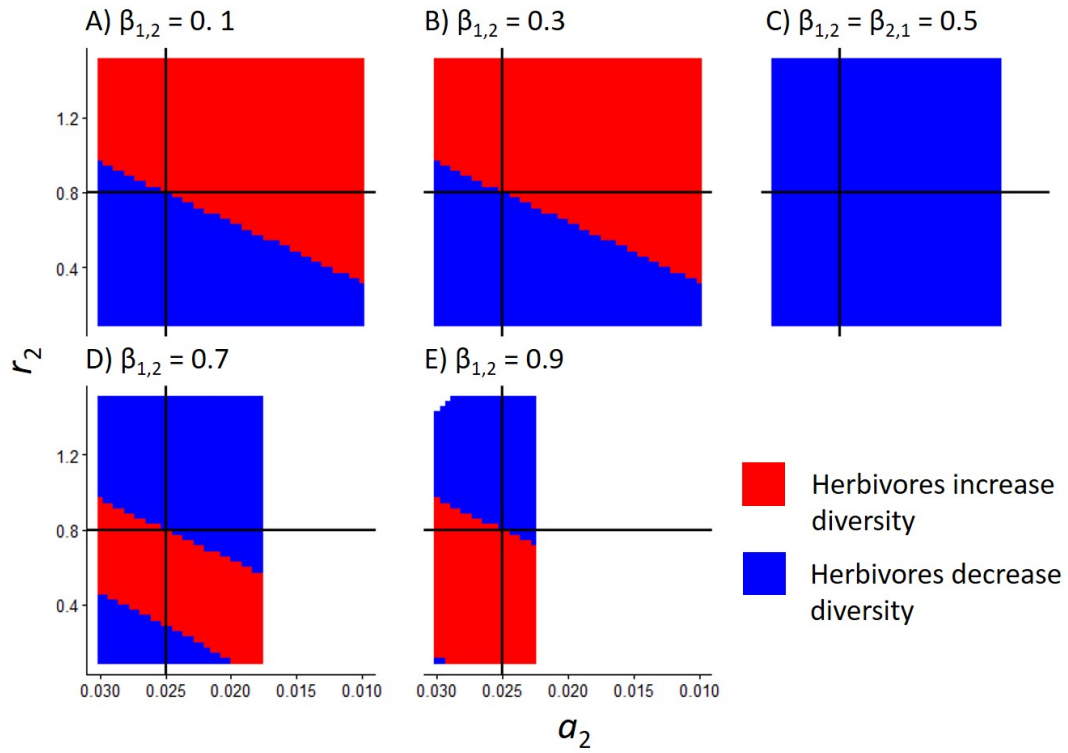 A) β1,2 = 0. 1
B) β1,2 = 0.3
C) β1,2 = β2,1 = 0.5
1.2
0.8
0.4
D) β1,2 = 0.7
E) β1,2 = 0.9
r2
1.2
0.8
0.4
Herbivores increase
diversity
Herbivores decrease
diversity
0.030 0.025 0.020 0.015 0.010
0.030 0.025 0.020 0.015 0.010
a2